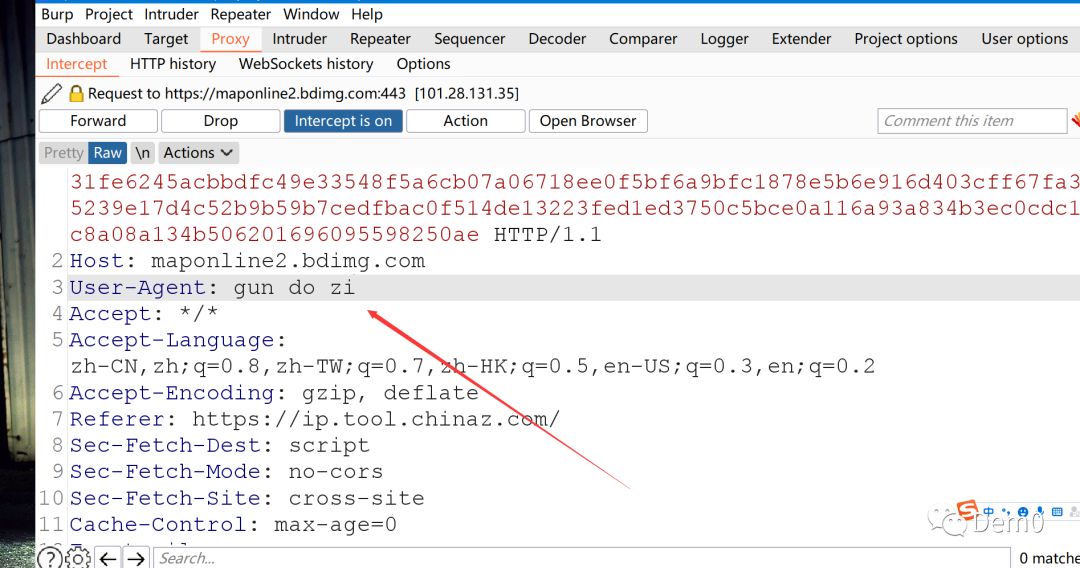 Burp Project Intruder Repeater Window Help
Dashboard Target Proxy Intruder Repeater Sequencer Decoder Comparer Logger Extender Project options User options
Intercept HTTP history WebSockets history Options
Request to https://maponline2.bdimg.com:443 [101.28.131.35]
Forward Drop Intercept is on Action Open Browser Comment this item
Pretty Raw \n Actions
31fe6245acbbdfc49e33548f5a6cb07a06718ee0f5bf6a9bfc1878e5b6e916d403cff67fa3
5239e17d4c52b9b59b7cedfbac0f514de13223fed1ed3750c5bce0a116a93a834b3ec0cdc1
c8a08a134b506201696095598250ae HTTP/1.1
2 Host: maponline2.bdimg.com
3 User-Agent: gun do zi
4 Accept: */*
5 Accept-Language:
zh-CN,zh;q=0.8,zh-TW;q=0.7,zh-HK;q=0.5,en-US;q=0.3,en;q=0.2
6 Accept-Encoding: gzip, deflate
7 Referer: https://ip.tool.chinaz.com/
8 Sec-Fetch-Dest: script
9 Sec-Fetch-Mode: no-cors
10 Sec-Fetch-Site: cross-site
11 Cache-Control: max-age=0
S 中
Dem0
? Search... 0 matche